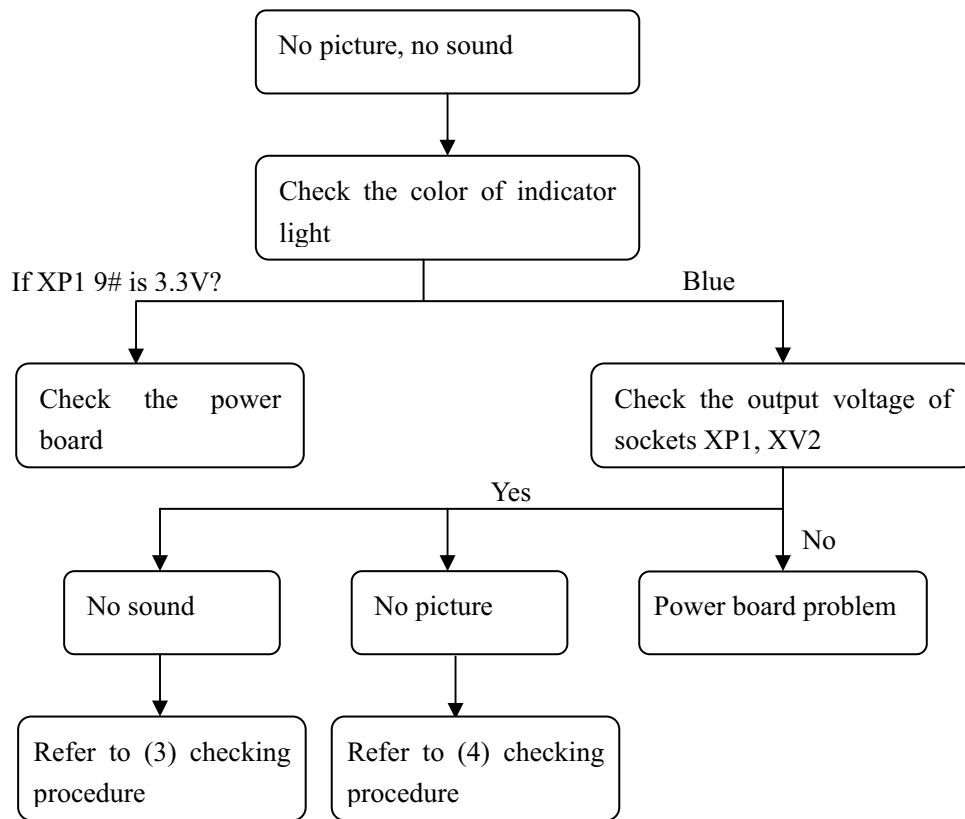 No picture, no sound
Check the color of indicator
light
If XP1 9# is 3.3V?
Blue
Check the power
board
Check the output voltage of
sockets XP1, XV2
Yes
No
No sound
No picture
Power board problem
Refer to (3) checking
procedure
Refer to (4) checking
procedure